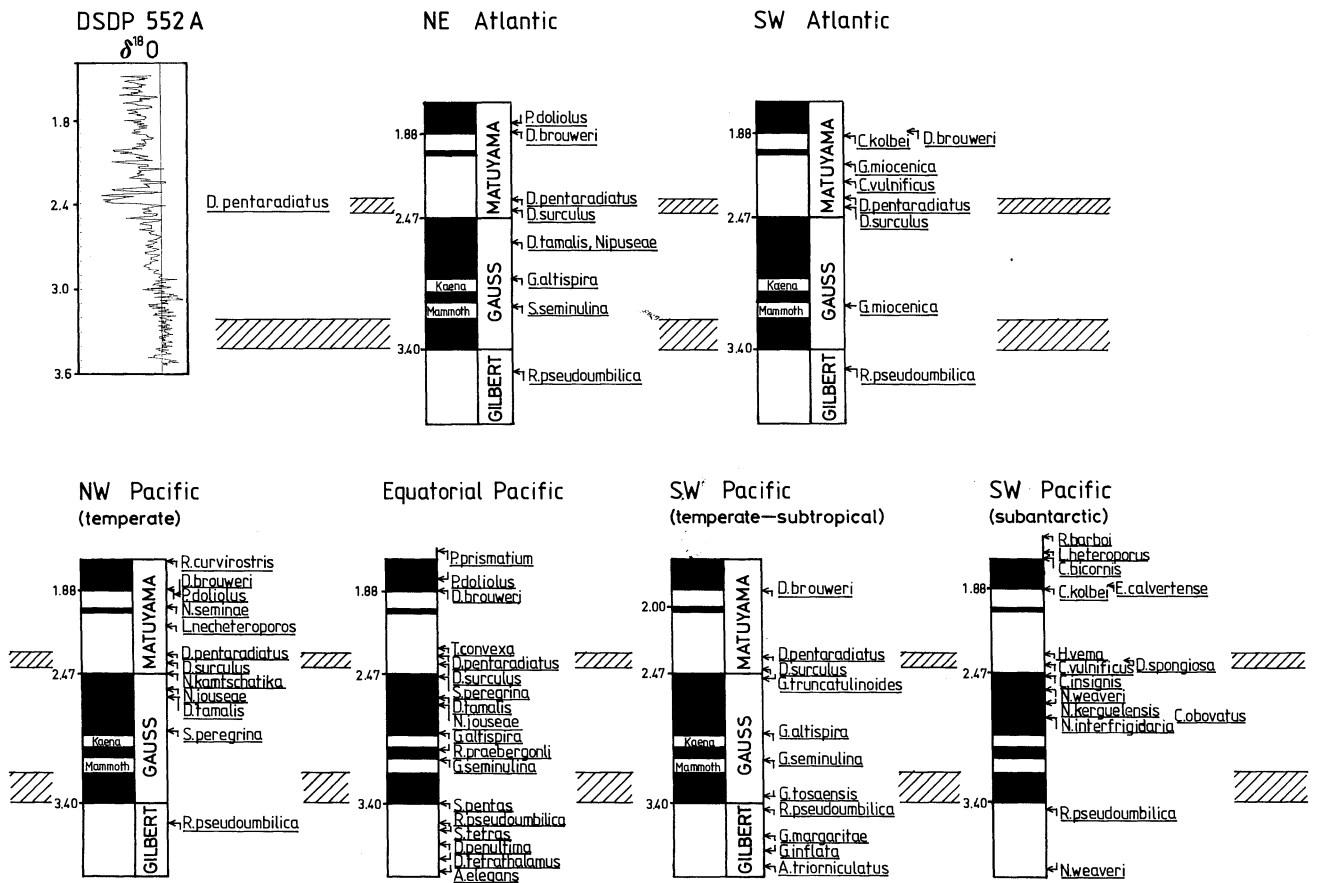 DSDP 552 A
δ18O
1.8
2.4
3.0
3.6
D. pentaradiatus
NE Atlantic
1.88
2.47
3.40
Kaena
Mammoth
MATUYAMA
GAUSS
GILBERT
P.doliolus
D.brouweri
D.pentaradiatus
D.surculus
D.tamalis, N.ipuseae
G.altispira
S.seminulina
R.pseudoumbilica
SW Atlantic
1.88
2.47
3.40
Kaena
Mammoth
MATUYAMA
GAUSS
GILBERT
C.kolbei D.brouweri
G.miocenica
C.vulnificus
D.pentaradiatus
D.surculus
G.miocenica
R.pseudoumbilica
NW Pacific
(temperate)
1.88
2.47
3.40
Kaena
Mammoth
MATUYAMA
GAUSS
GILBERT
R.curvirostris
D.brouweri
P.doliolus
N.seminae
L.necheteroporos
D.pentaradiatus
D.surculus
N.kamtschatika
N.jouseae
D.tamalis
S.peregrina
R.pseudoumbilica
Equatorial Pacific
1.88
2.47
3.40
P.prismatium
P.doliolus
D.brouweri
T.convexa
D.pentaradiatus
D.surculus
S.peregrina
D.tamalis
N.jouseae
G.altispira
R.praebergonli
G.seminulina
S.pentas
R.pseudoumbilica
S.tetras
D.penultima
D.tetrathalamus
A.elegans
SW Pacific
(temperate—subtropical)
2.00
2.47
3.40
Kaena
Mammoth
MATUYAMA
GAUSS
GILBERT
D.brouweri
D.pentaradiatus
D.surculus
G.truncatulinoides
G.altispira
G.seminulina
G.tosaensis
R.pseudoumbilica
G.margaritae
G.inflata
A.triorniculatus
SW Pacific
(subantarctic)
1.88
2.47
3.40
R.barboi
L.heteroporus
C.bicornis
C.kolbei E.calvertense
H.vema
C.vulnificus D.spongiosa
C.insignis
N.weaveri
N.kerguelensis C.obovatus
N.interfrigidaria
R.pseudoumbilica
N.weaveri